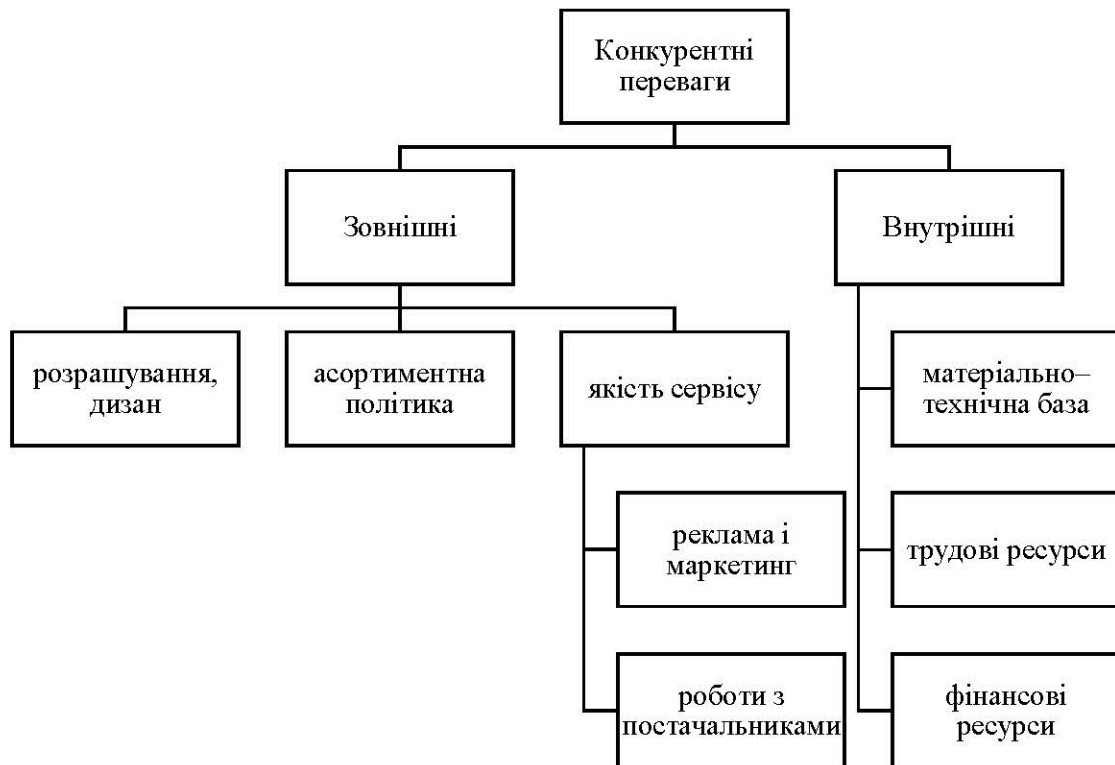 Конкурентні
переваги
Зовнішні
Внутрішні
розрашування,
дизан
асортиментна
політика
якість сервісу
матеріально–
технічна база
реклама і
маркетинг
трудові ресурси
роботи з
постачальниками
фінансові
ресурси